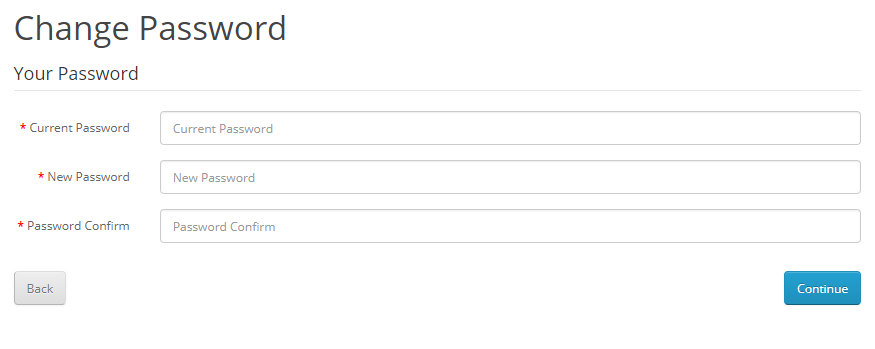 Change Password
Your Password
* Current Password
Current Password
* New Password
New Password
* Password Confirm
Password Confirm
Back
Continue